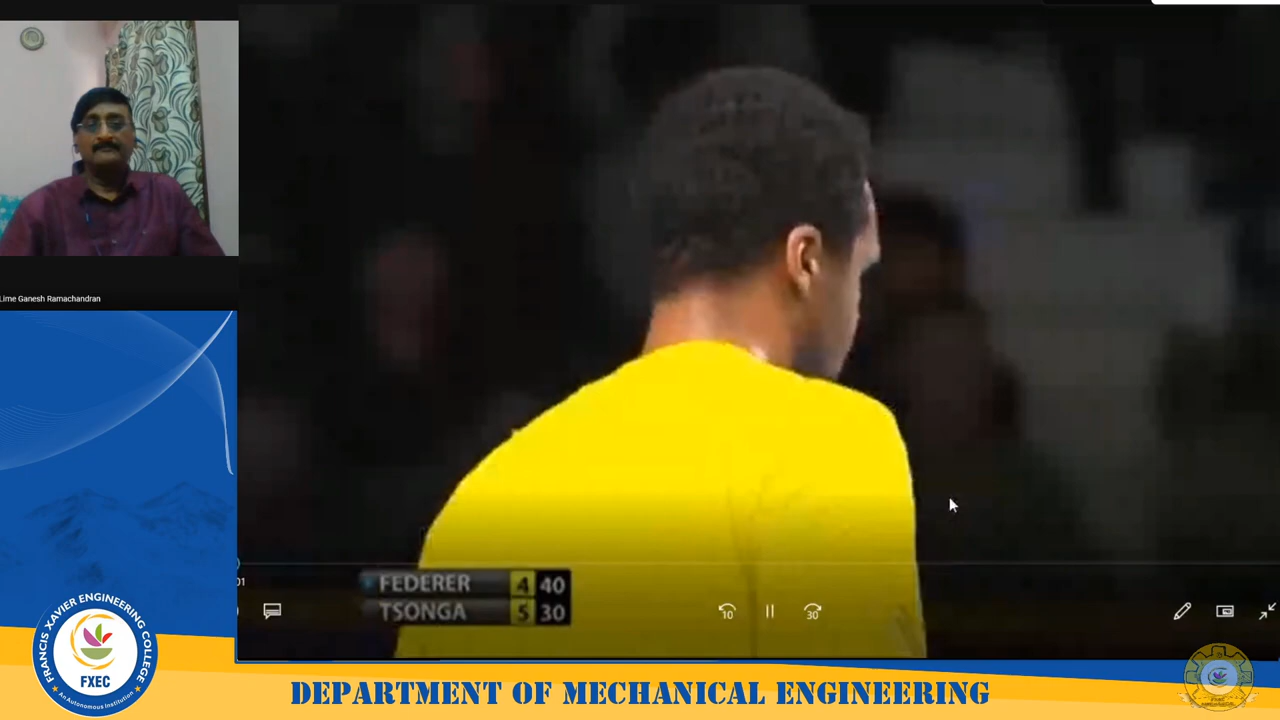 Lime Ganesh Ramachandran
01
FEDERER 4 40
TSONGA 5 30
10
30
FRANCIS XAVIER ENGINEERING COLLEGE
FXEC
An Autonomous Institution
DEPARTMENT OF MECHANICAL ENGINEERING